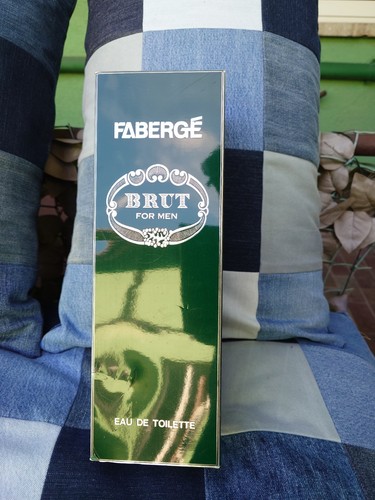 FABERGÉ
BRUT
FOR MEN
EAU DE TOILETTE